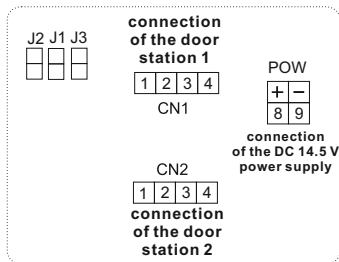 J2 J1 J3
connection
of the door
station 1
1 2 3 4
CN1
POW
+ −
8 9
connection
of the DC 14.5 V
power supply
CN2
1 2 3 4
connection
of the door
station 2